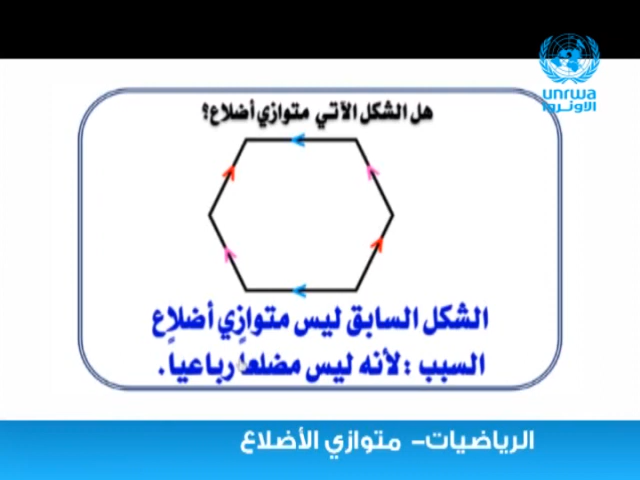 unrwa
الاونروا
هل الشكل الآتي متوازي أضلاع؟
الشكل السابق ليس متوازي أضلاع
السبب : لأنه ليس مضلعاً رباعياً.
الرياضيات- متوازي الأضلاع